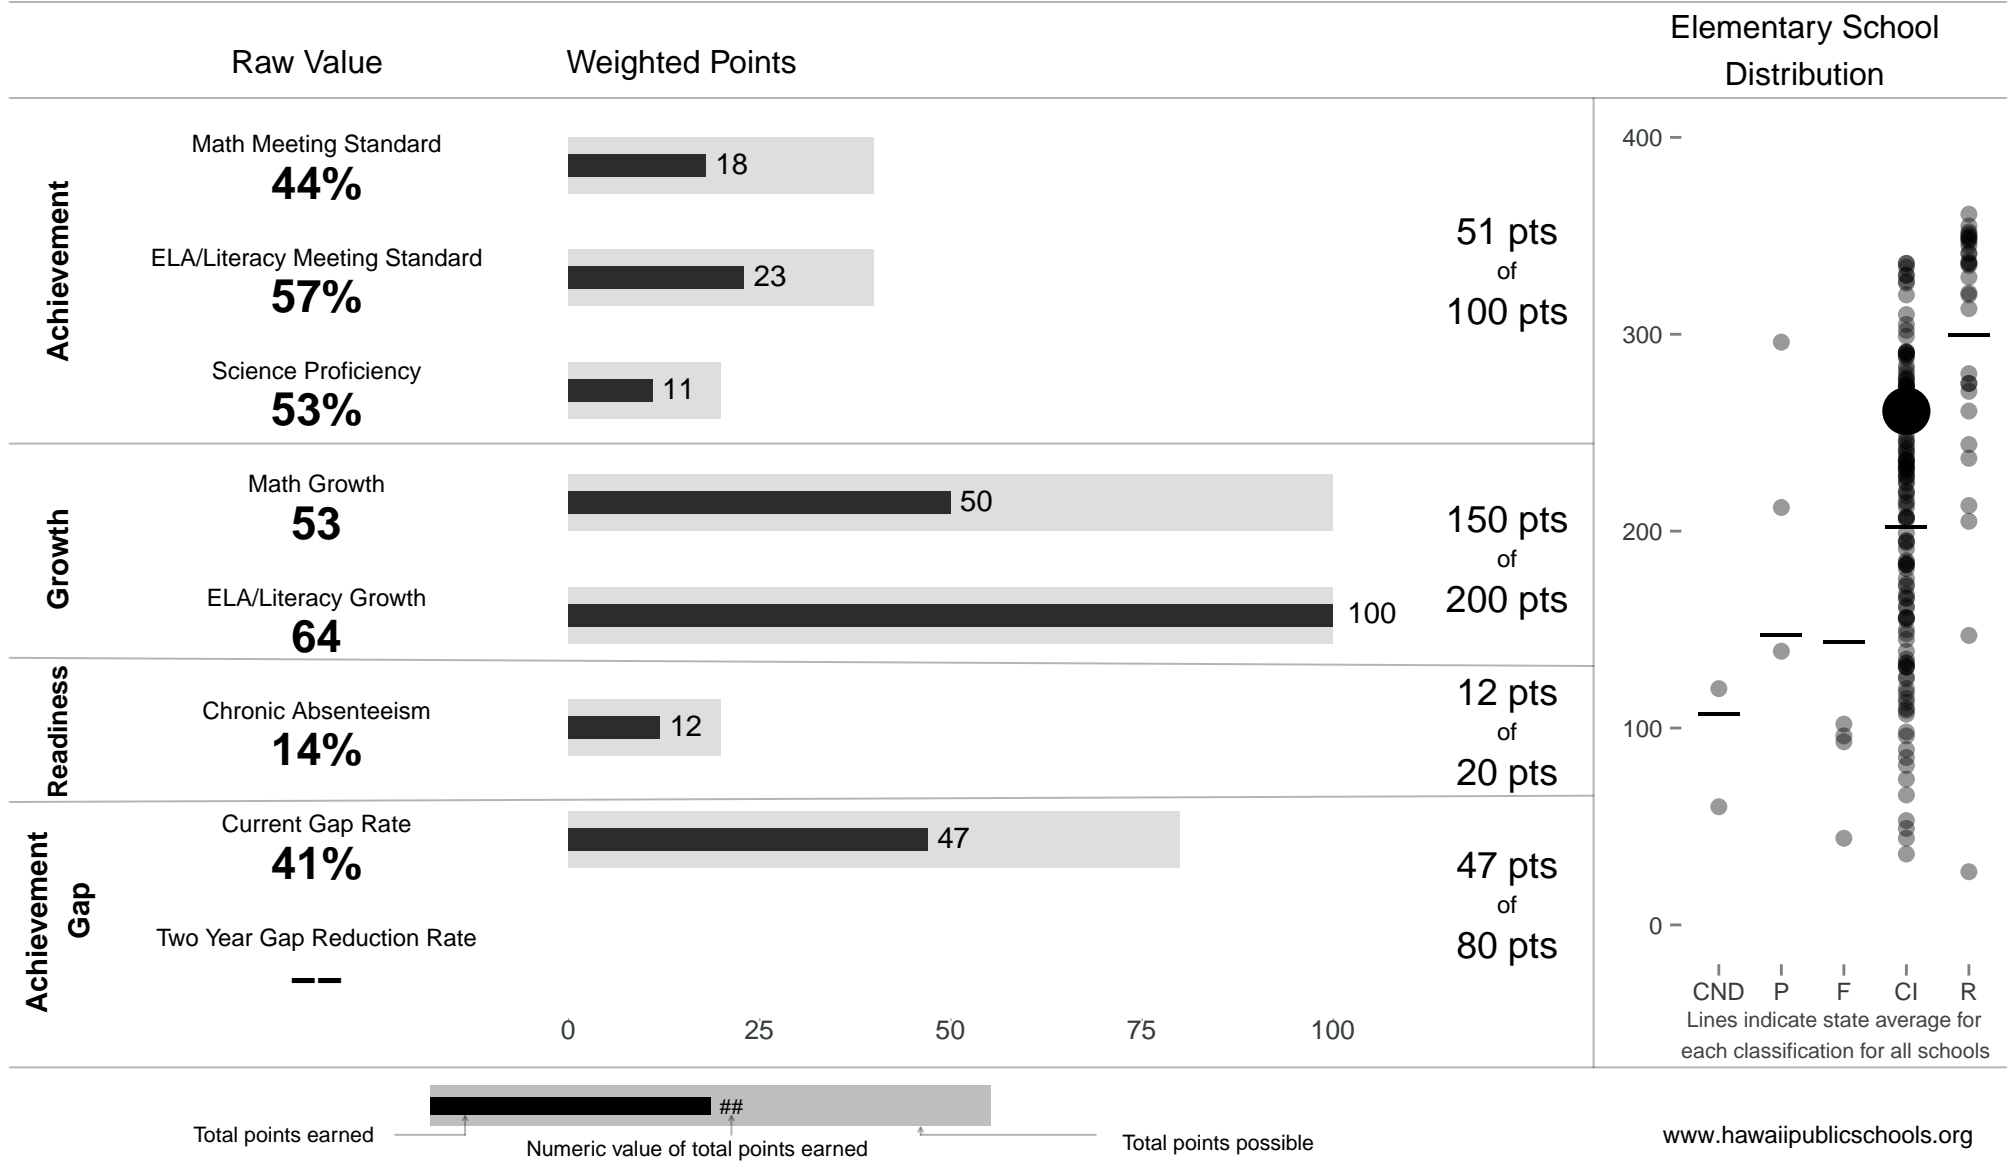 Raw Value
Weighted Points
Elementary School
Distribution
Achievement
Math Meeting Standard
44%
18
ELA/Literacy Meeting Standard
57%
23
Science Proficiency
53%
11
51 pts
of
100 pts
Growth
Math Growth
53
50
ELA/Literacy Growth
64
100
150 pts
of
200 pts
Readiness
Chronic Absenteeism
14%
12
12 pts
of
20 pts
Achievement
Gap
Current Gap Rate
41%
47
Two Year Gap Reduction Rate
––
47 pts
of
80 pts
0 25 50 75 100
400
300
200
100
0
CND P F CI R
Lines indicate state average for
each classification for all schools
##
Total points earned
Numeric value of total points earned
Total points possible
www.hawaiipublicschools.org